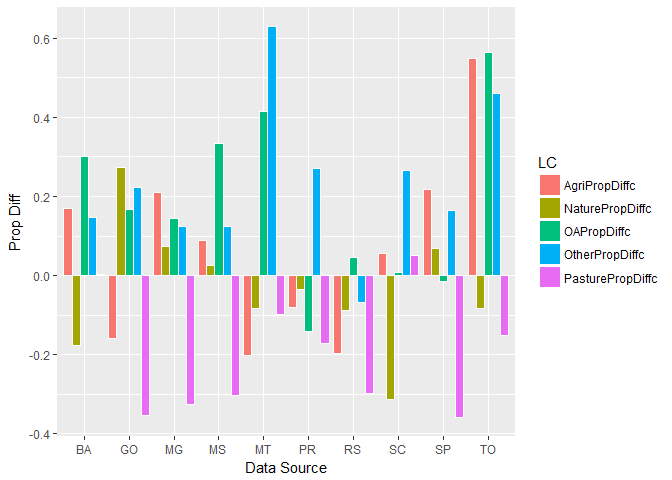 0.6
0.4
0.2
0.0
-0.2
-0.4
Prop Diff
BA GO MG MS MT PR RS SC SP TO
Data Source
LC
AgriPropDiffc
NaturePropDiffc
OAPropDiffc
OtherPropDiffc
PasturePropDiffc